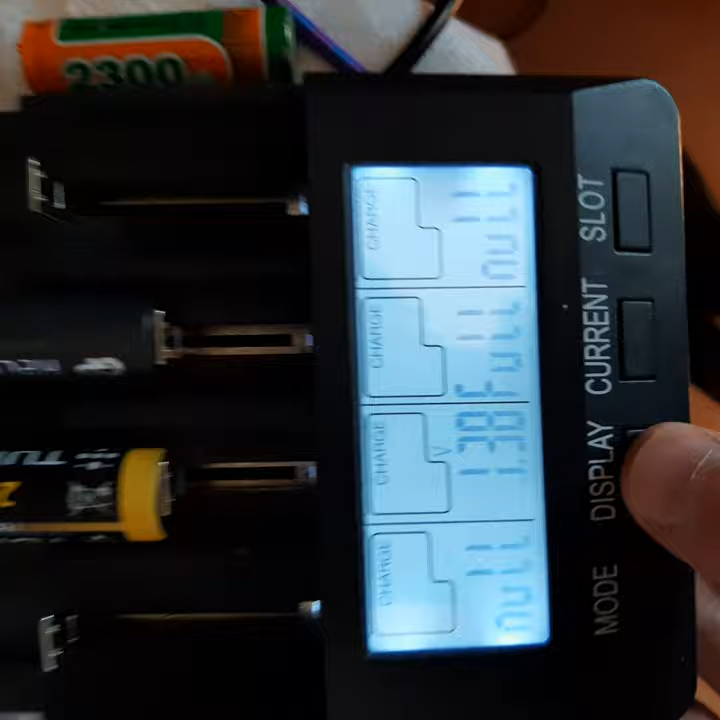 2300
CHARGE CHARGE CHARGE CHARGE
V
null 1.38 Full null
MODE DISPLAY CURRENT SLOT